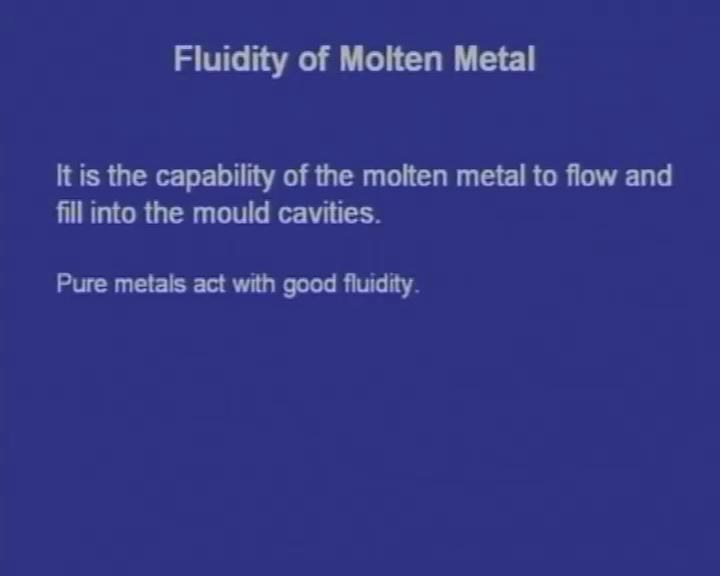 Fluidity of Molten Metal
It is the capability of the molten metal to flow and
fill into the mould cavities.
Pure metals act with good fluidity.